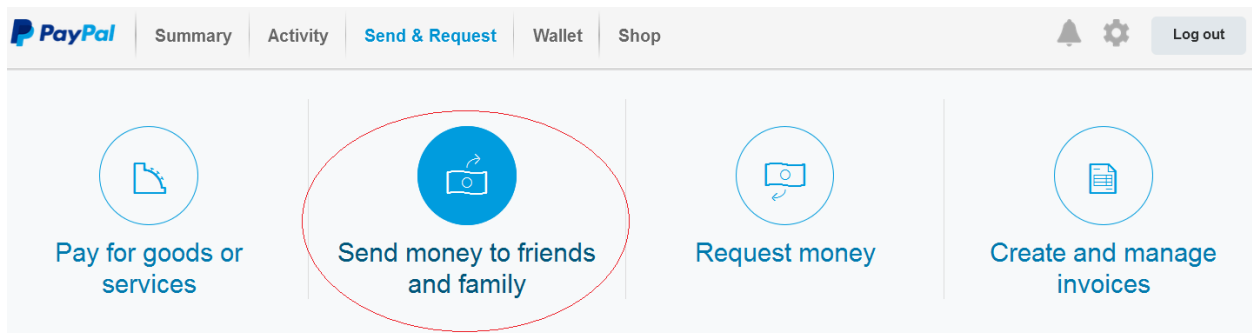 PayPal Summary Activity Send & Request Wallet Shop Log out
Pay for goods or
services
Send money to friends
and family
Request money
Create and manage
invoices